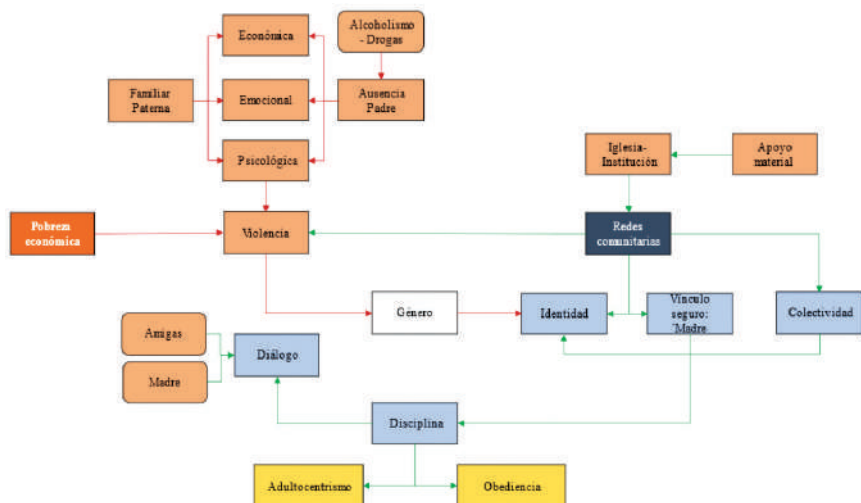 Económica
Alcoholismo
- Drogas
Familiar
Paterna
Emocional
Ausencia
Padre
Psicológica
Iglesia-
Institución
Apoyo
material
Pobrem
económica
Violencia
Redes
comunitarias
Género
Identidad
Vínculo
seguro:
¨Madre
Colectividad
Amigas
Diálogo
Madre
Disciplina
Adultocentrismo
Obediencia